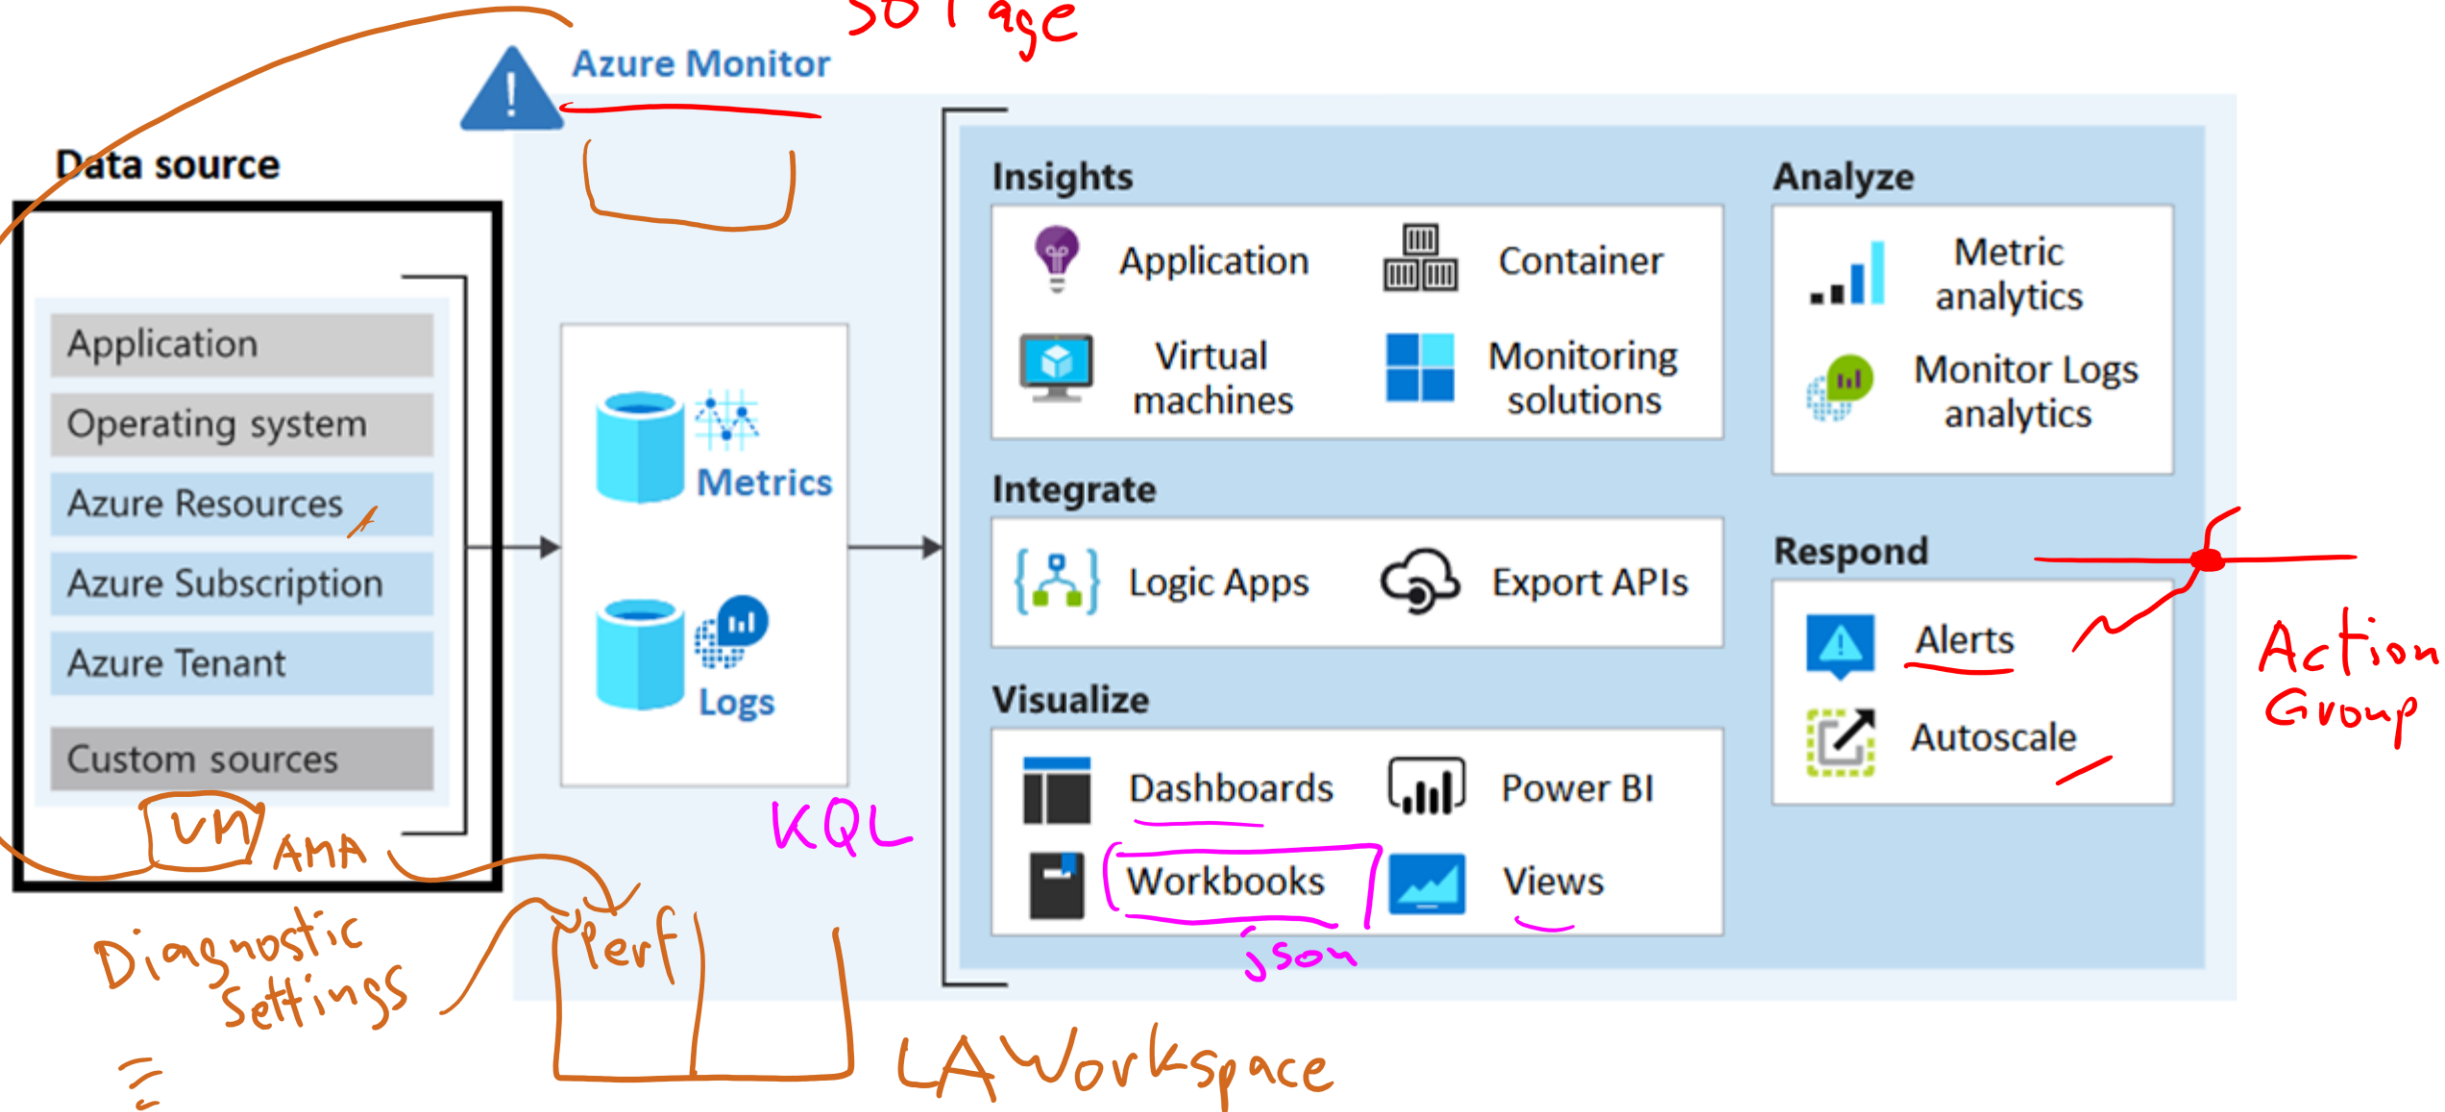 Azure Monitor
Data source
Application
Operating system
Azure Resources
Azure Subscription
Azure Tenant
Custom sources
VM
AMA
Diagnostic
Settings
Metrics
Logs
KQL
Perf
LA Workspace
Insights
Application
Container
Virtual
machines
Monitoring
solutions
Integrate
Logic Apps
Export APIs
Visualize
Dashboards
Power BI
Workbooks
Views
json
Analyze
Metric
analytics
Monitor Logs
analytics
Respond
Alerts
Autoscale
Action
Group